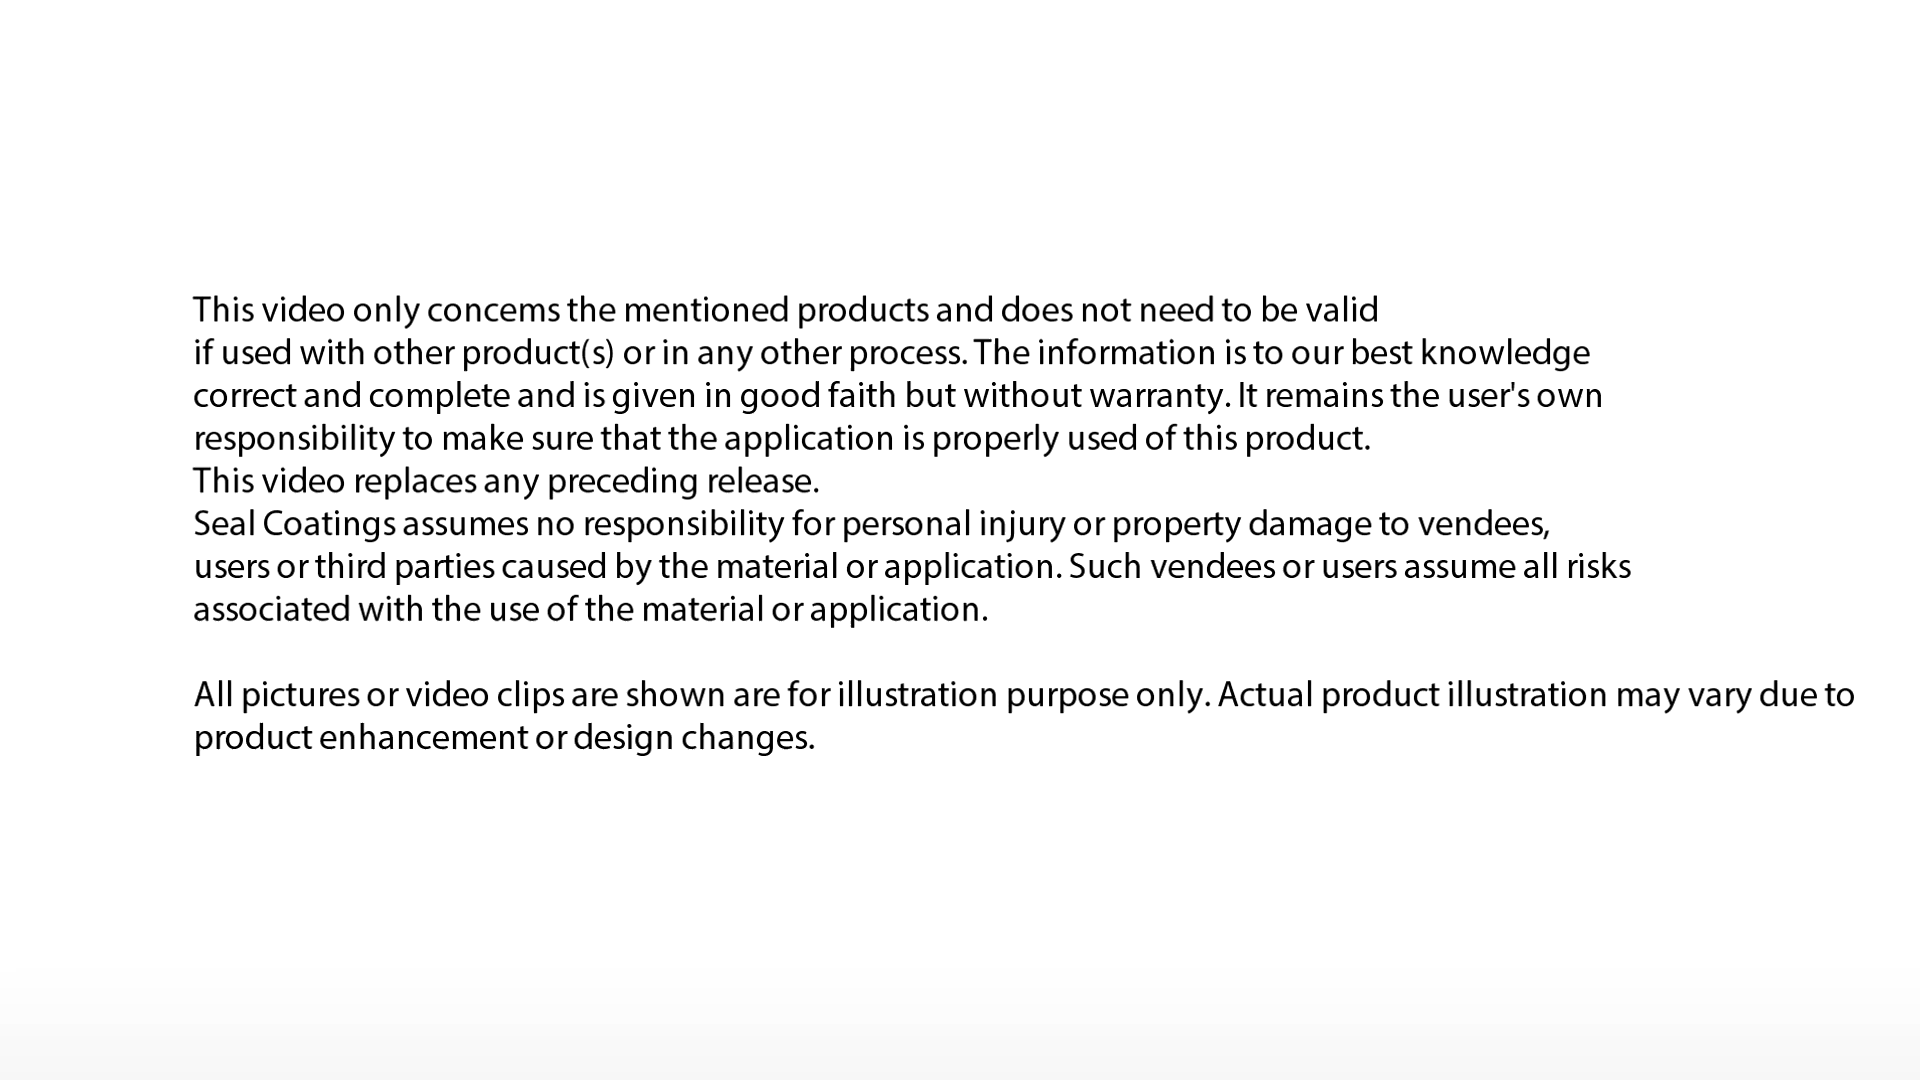 This video only concems the mentioned products and does not need to be valid
if used with other product(s) or in any other process. The information is to our best knowledge
correct and complete and is given in good faith but without warranty. It remains the user's own
responsibility to make sure that the application is properly used of this product.
This video replaces any preceding release.
Seal Coatings assumes no responsibility for personal injury or property damage to vendees,
users or third parties caused by the material or application. Such vendees or users assume all risks
associated with the use of the material or application.
All pictures or video clips are shown are for illustration purpose only. Actual product illustration may vary due to
product enhancement or design changes.